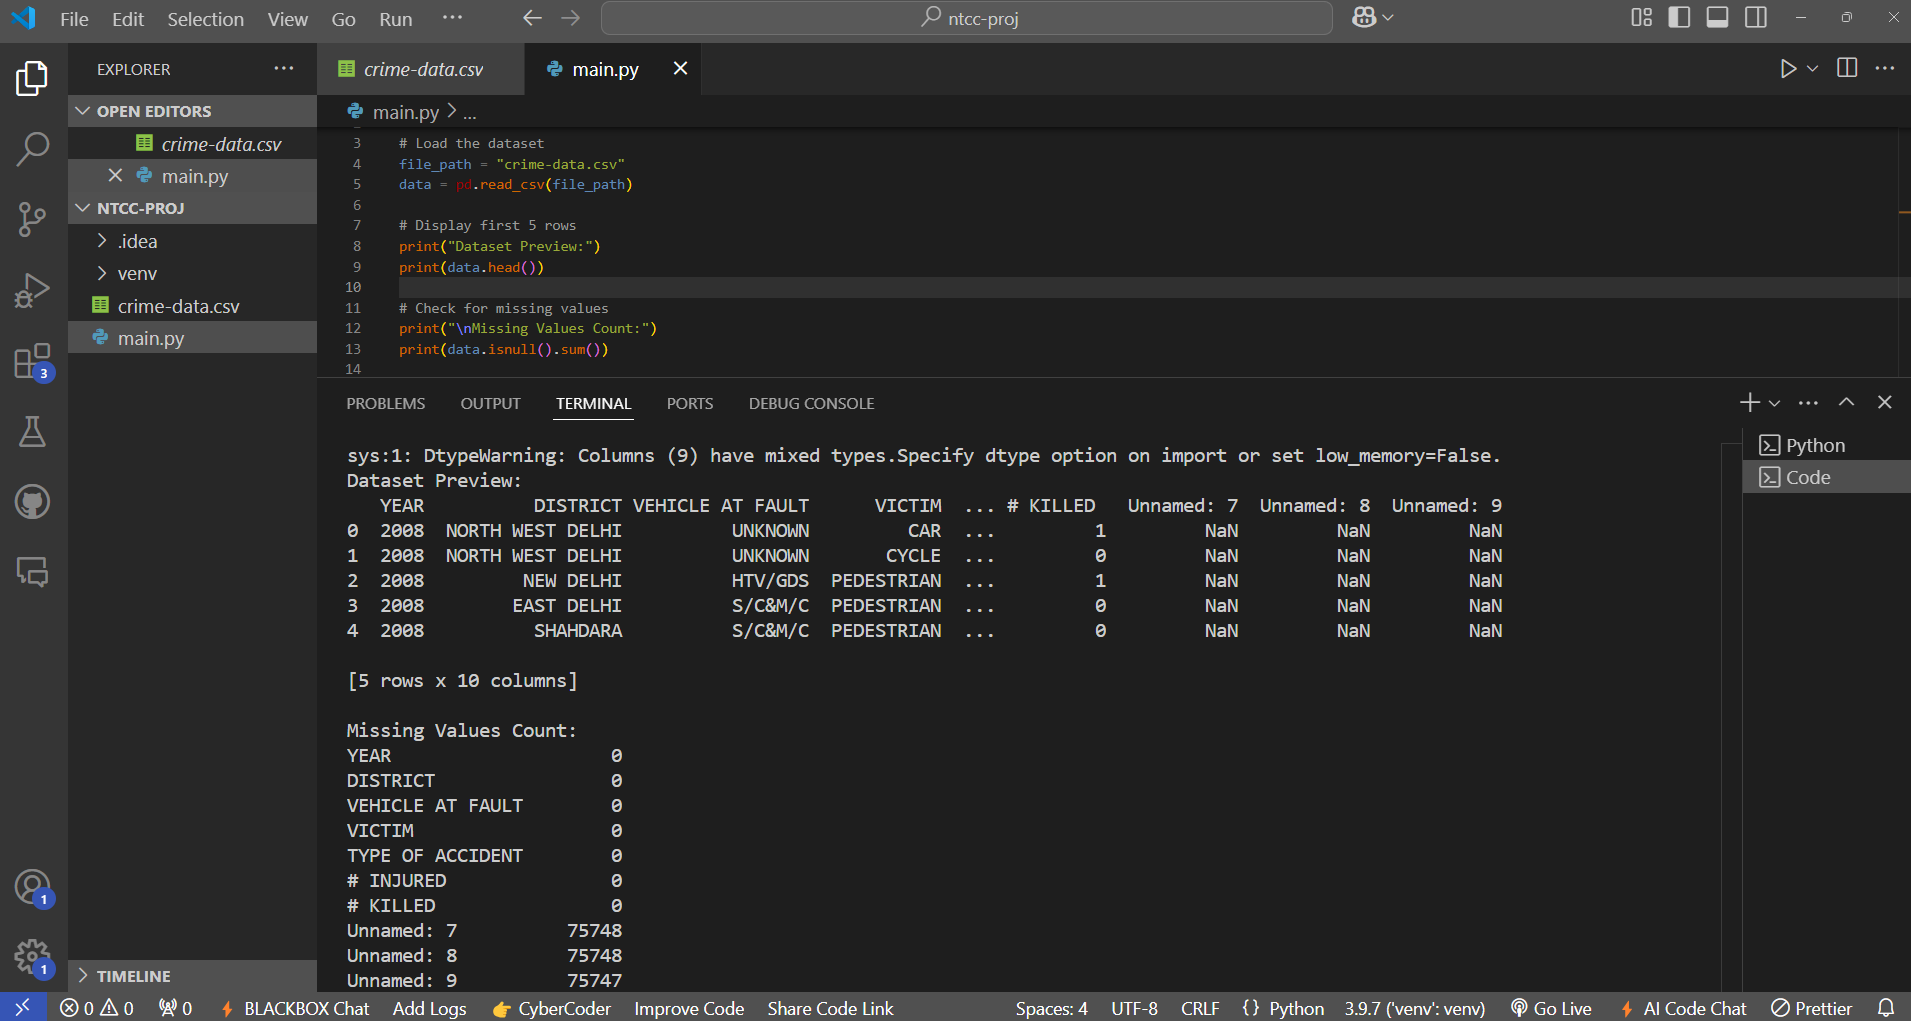 File Edit Selection View Go Run ···
ntcc-proj
EXPLORER
OPEN EDITORS
crime-data.csv
main.py
NTCC-PROJ
.idea
venv
crime-data.csv
main.py
TIMELINE
3
1
1
crime-data.csv
main.py
main.py > ...
3 # Load the dataset
4 file_path = "crime-data.csv"
5 data = pd.read_csv(file_path)
6
7 # Display first 5 rows
8 print("Dataset Preview:")
9 print(data.head())
10
11 # Check for missing values
12 print("\nMissing Values Count:")
13 print(data.isnull().sum())
14
PROBLEMS OUTPUT TERMINAL PORTS DEBUG CONSOLE
Python
Code
sys:1: DtypeWarning: Columns (9) have mixed types.Specify dtype option on import or set low_memory=False.
Dataset Preview:
YEAR DISTRICT VEHICLE AT FAULT VICTIM ... # KILLED Unnamed: 7 Unnamed: 8 Unnamed: 9
0 2008 NORTH WEST DELHI UNKNOWN CAR ... 1 NaN NaN NaN
1 2008 NORTH WEST DELHI UNKNOWN CYCLE ... 0 NaN NaN NaN
2 2008 NEW DELHI HTV/GDS PEDESTRIAN ... 1 NaN NaN NaN
3 2008 EAST DELHI S/C&M/C PEDESTRIAN ... 0 NaN NaN NaN
4 2008 SHAHDARA S/C&M/C PEDESTRIAN ... 0 NaN NaN NaN
[5 rows x 10 columns]
Missing Values Count:
YEAR 0
DISTRICT 0
VEHICLE AT FAULT 0
VICTIM 0
TYPE OF ACCIDENT 0
# INJURED 0
# KILLED 0
Unnamed: 7 75748
Unnamed: 8 75748
Unnamed: 9 75747
0 0 0 BLACKBOX Chat Add Logs 👉 CyberCoder Improve Code Share Code Link Spaces: 4 UTF-8 CRLF {} Python 3.9.7 ('venv': venv) Go Live AI Code Chat Prettier